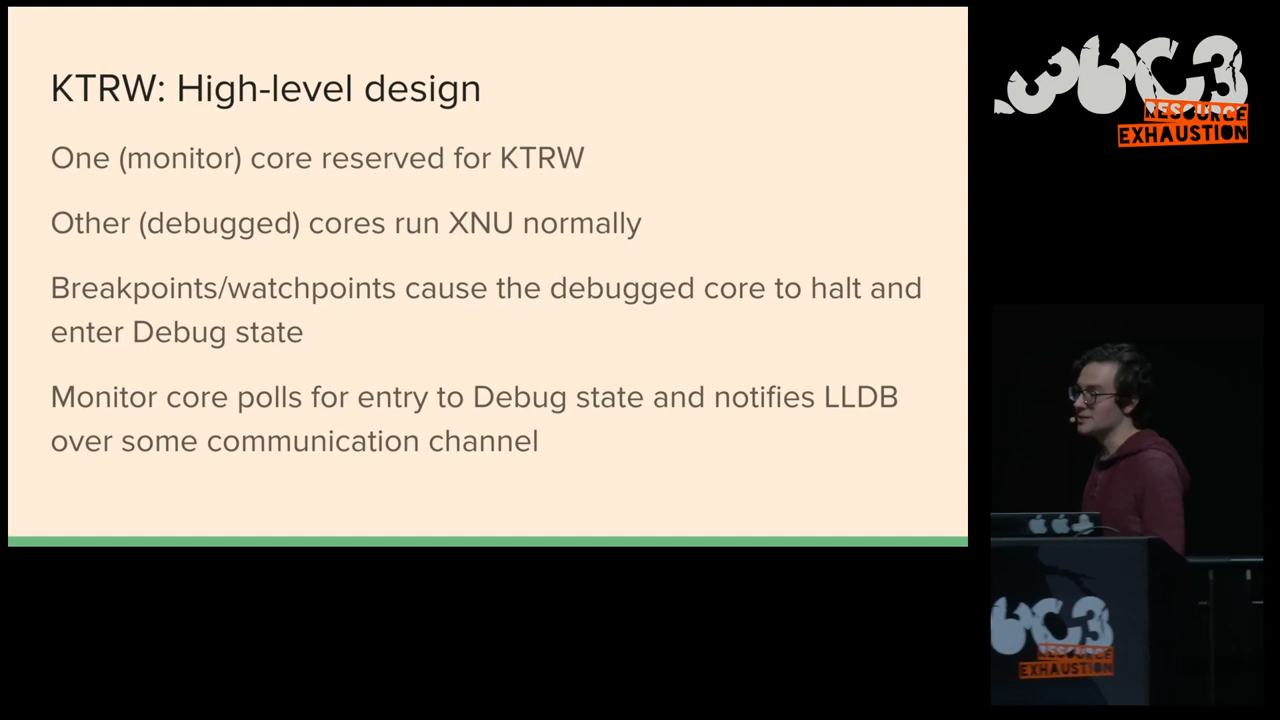 KTRW: High-level design
One (monitor) core reserved for KTRW
Other (debugged) cores run XNU normally
Breakpoints/watchpoints cause the debugged core to halt and
enter Debug state
Monitor core polls for entry to Debug state and notifies LLDB
over some communication channel
36C3
RESOURCE
EXHAUSTION
36C3
RESOURCE
EXHAUSTION